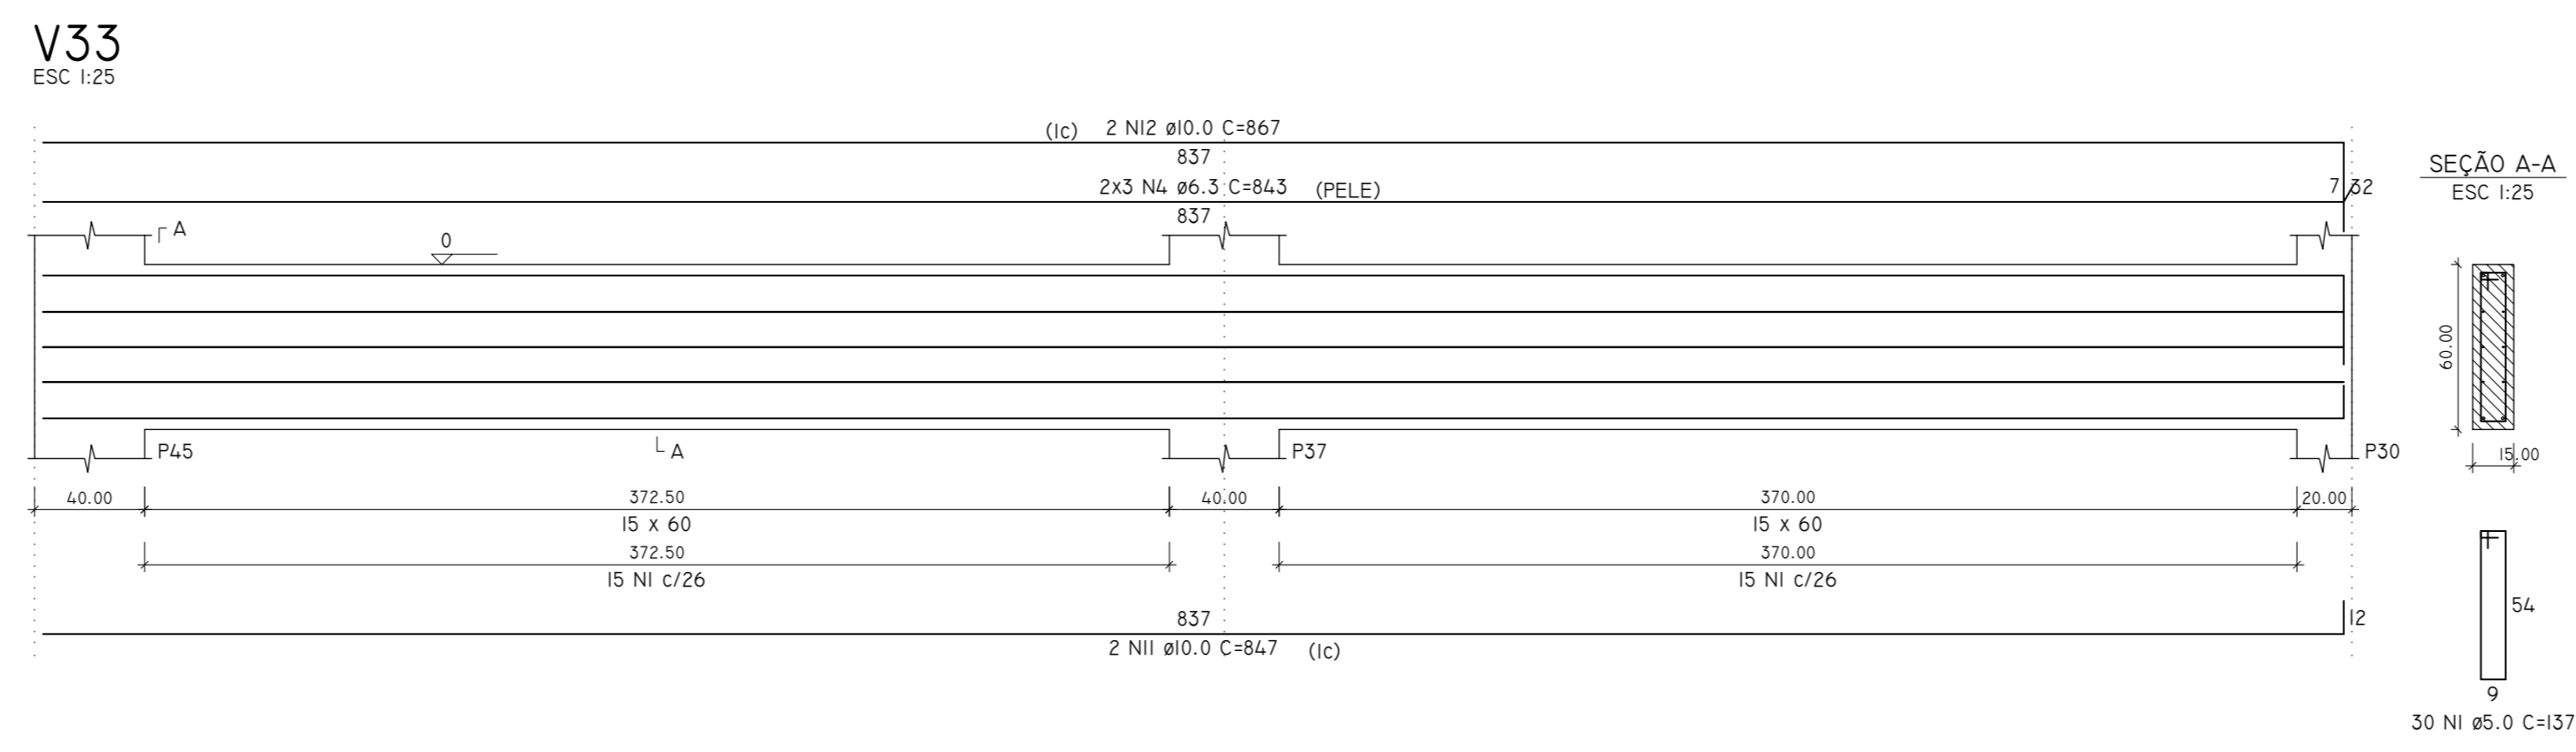 V33
ESC 1:25
(1c) 2 N12 ø10.0 C=867
837
2x3 N4 ø6.3 C=843 (PELE)
837
7 32
SEÇÃO A-A
ESC 1:25
A
0
60.00
15.00
P45
A
P37
P30
40.00 372.50 40.00 370.00 20.00
15 x 60 15 x 60
372.50 370.00
15 N1 c/26 15 N1 c/26
837
12
2 N11 ø10.0 C=847 (1c)
54
9
30 N1 ø5.0 C=137